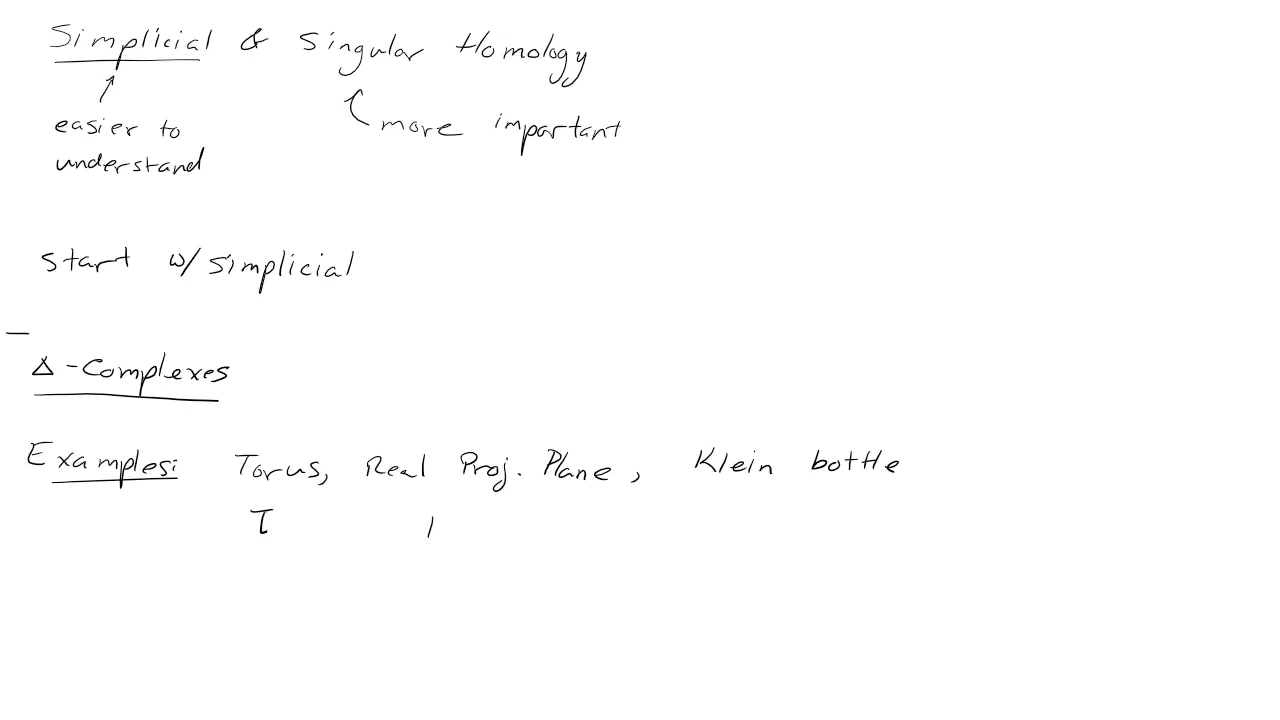 Simplicial & Singular Homology
easier to
understand
more important
start w/ simplicial
Δ-Complexes
Examples: Torus, Real Proj. Plane, Klein bottle
T